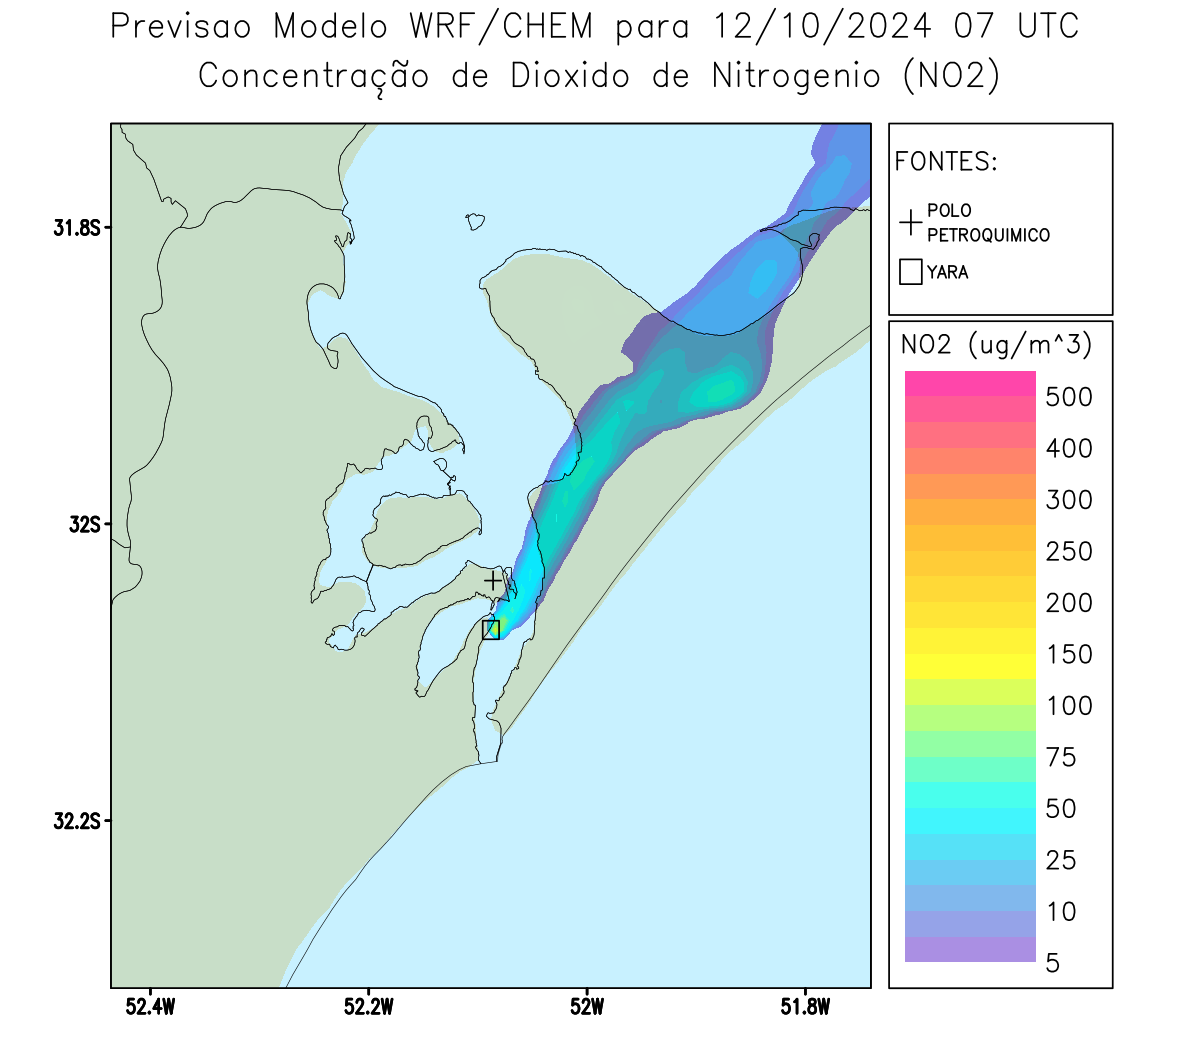 Previsao Modelo WRF/CHEM para 12/10/2024 07 UTC
Concentração de Dioxido de Nitrogenio (NO2)
FONTES:
POLO
PETROQUIMICO
YARA
NO2 (ug/m^3)
500
400
300
250
200
150
100
75
50
25
10
5
31.8S
32S
32.2S
52.4W
52.2W
52W
51.8W